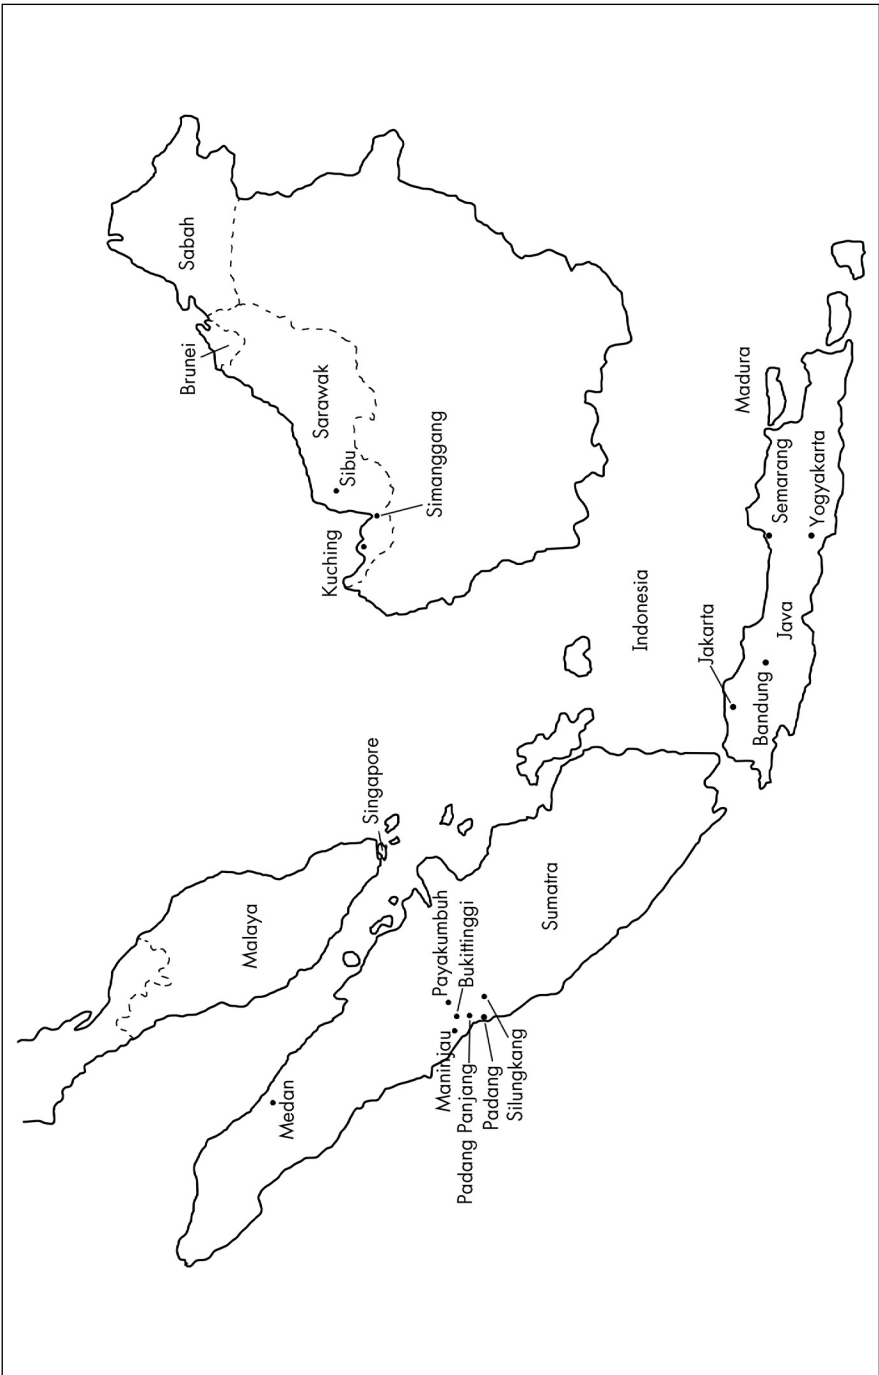 Sabah
Brunei
Sarawak
Sibu
Simanggang
Kuching
Madura
Semarang
Yogyakarta
Indonesia
Jakarta
Java
Bandung
Singapore
Malaya
Sumatra
Payakumbuh
Bukittinggi
Maninjau
Padang Panjang
Padang
Silungkang
Medan